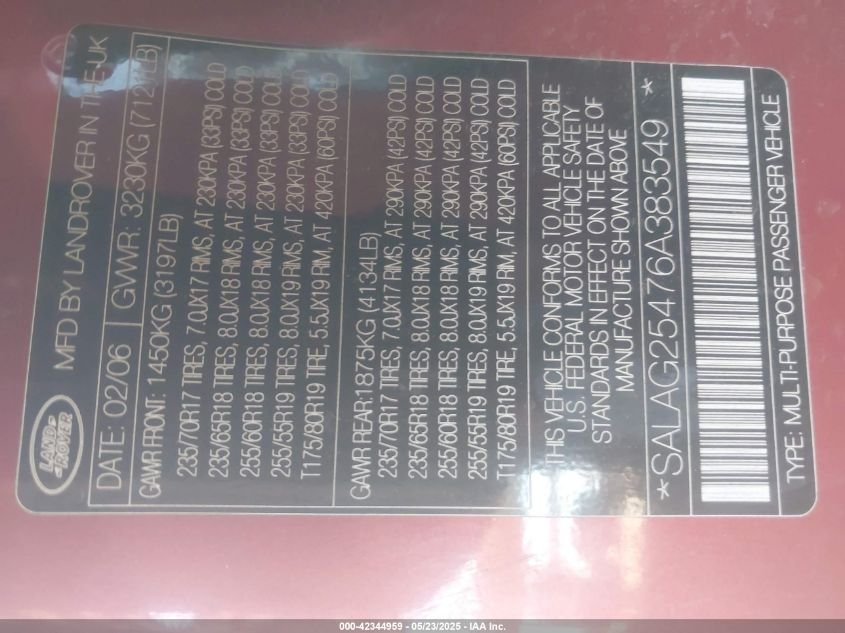 LAND
ROVER
MFD BY LANDROVER IN THE-UK
DATE: 02/06 GVWR: 3230KG LB)
GAWR FRONT: 1450KG (3197LB)
235/70R17 TIRES, 7.0JX17 RIMS, AT 230KPA (33PSI) COLD
235/65R18 TIRES, 8.0JX18 RIMS, AT 230KPA (33PSI) COLD
255/60R18 TIRES, 8.0JX18 RIMS, AT 230KPA (33PSI) COLD
255/55R19 TIRES, 8.0JX19 RIMS, AT 230KPA (33PSI) COLD
T175/80R19 TIRE, 5.5JX19 RIM, AT 420KPA (60PSI) COLD
GAWR REAR:1875KG (4134LB)
235/70R17 TIRES, 7.0JX17 RIMS, AT 290KPA (42PSI) COLD
235/65R18 TIRES, 8.0JX18 RIMS, AT 290KPA (42PSI) COLD
255/60R18 TIRES, 8.0JX18 RIMS, AT 290KPA (42PSI) COLD
255/55R19 TIRES, 8.0JX19 RIMS, AT 290KPA (42PSI) COLD
T175/80R19 TIRE, 5.5JX19 RIM, AT 420KPA (60PSI) COLD
THIS VEHICLE CONFORMS TO ALL APPLICABLE
U.S. FEDERAL MOTOR VEHICLE SAFETY
STANDARDS IN EFFECT ON THE DATE OF
MANUFACTURE SHOWN ABOVE
*SALAG25476A383549 *
TYPE: MULTI-PURPOSE PASSENGER VEHICLE
000-42344959 - 05/23/2025 - IAA Inc.